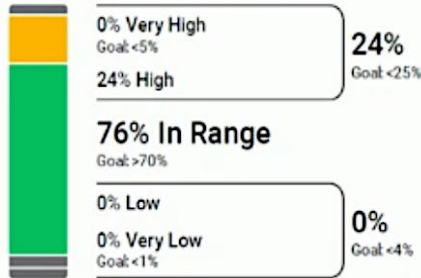 0% Very High
Goal: <5%
24% High
24%
Goal: <25%
76% In Range
Goal: >70%
0% Low
0% Very Low
Goal: <1%
0%
Goal: <4%